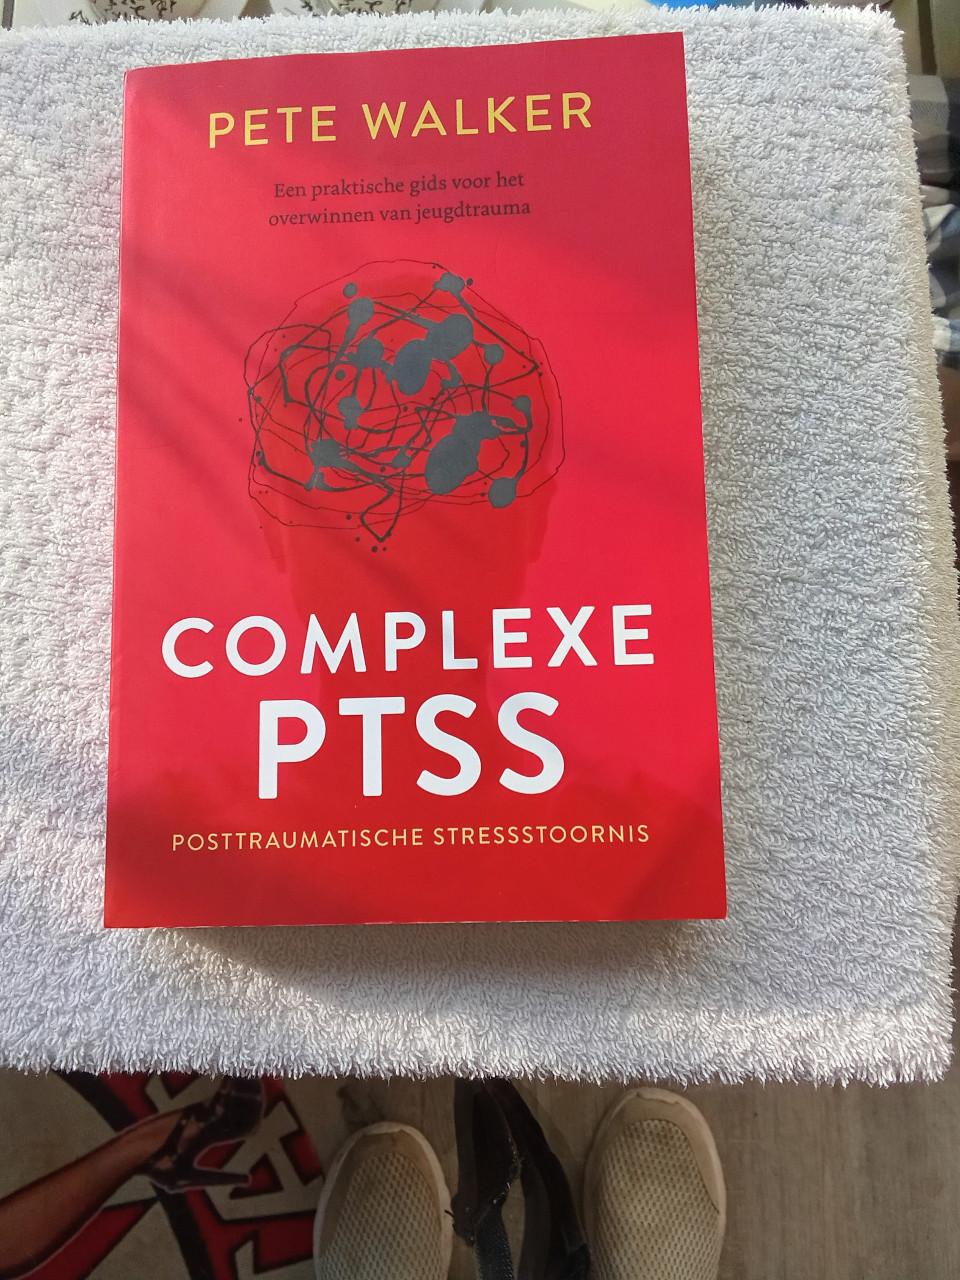 PETE WALKER
Een praktische gids voor het
overwinnen van jeugdtrauma
COMPLEXE
PTSS
POSTTRAUMATISCHE STRESSSTOORNIS